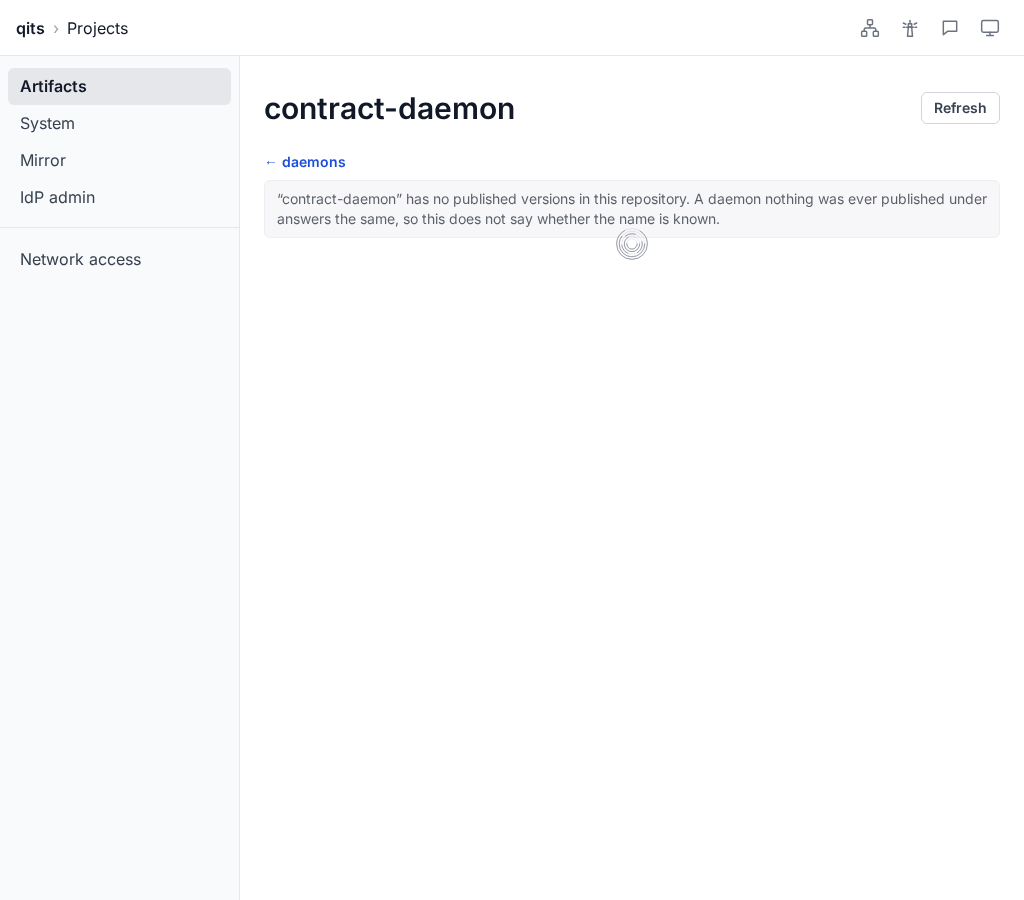 qits › Projects
Artifacts
System
Mirror
IdP admin
Network access
contract-daemon
Refresh
← daemons
“contract-daemon” has no published versions in this repository. A daemon nothing was ever published under
answers the same, so this does not say whether the name is known.